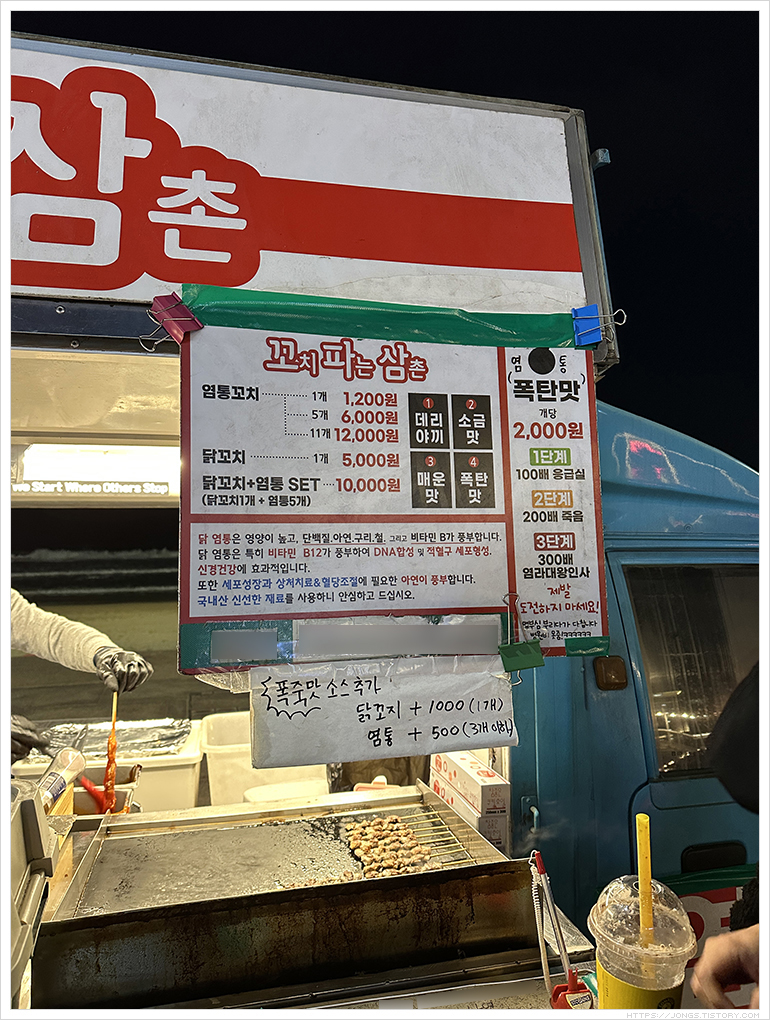 삼촌
꼬치 파는 삼촌
염통꼬치 1개 1,200원
5개 6,000원
11개 12,000원
닭꼬치 1개 5,000원
닭꼬치+염통 SET 10,000원
(닭꼬치1개 + 염통5개)
1 데리야끼
2 소금맛
3 매운맛
4 폭탄맛
닭 염통은 영양이 높고, 단백질.아연.구리.철. 그리고 비타민 B가 풍부합니다.
닭 염통은 특히 비타민 B12가 풍부하여 DNA합성 및 적혈구 세포형성.
신경건강에 효과적입니다.
또한 세포성장과 상처치료&혈당조절에 필요한 아연이 풍부합니다.
국내산 신선한 재료를 사용하니 안심하고 드십시오.
염통
(폭탄맛)
개당
2,000원
1단계
100배 응급실
2단계
200배 죽음
3단계
300배
염라대왕인사
제발
도전하지 마세요!
we Start Where Others Stop
폭죽맛 소스추가
닭꼬지 + 1000 (1개)
염통 + 500 (3개이하)
HTTPS://JONGS.TISTORY.COM